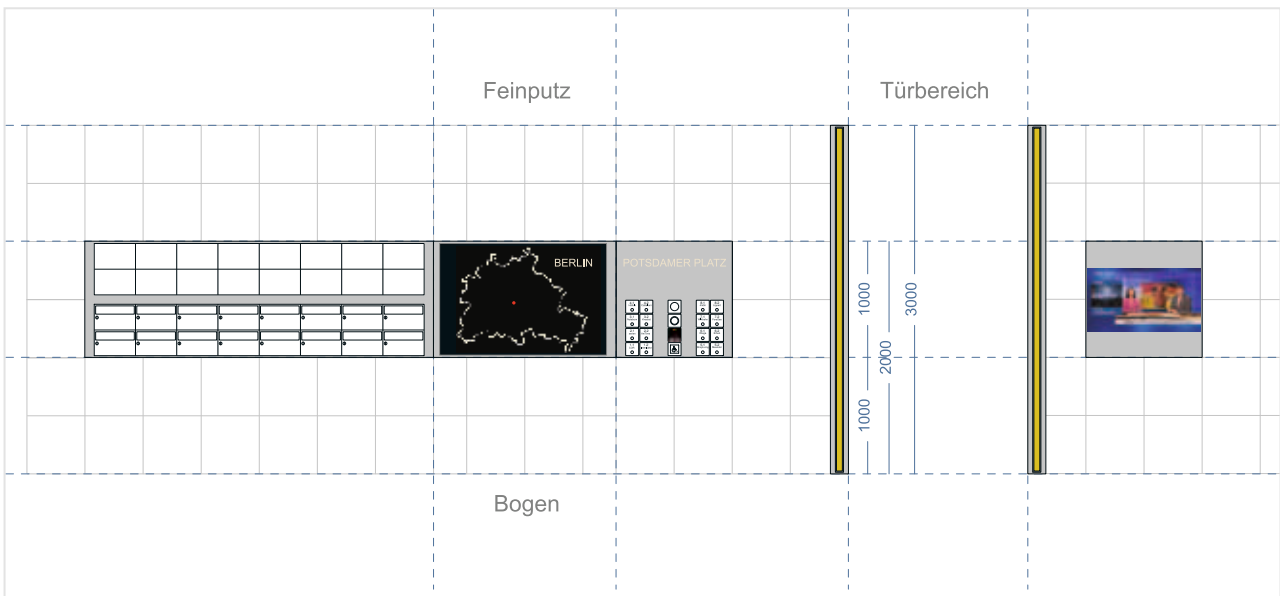 Feinputz
Türbereich
BERLIN
POTSDAMER PLATZ
1000
3000
2000
1000
Bogen